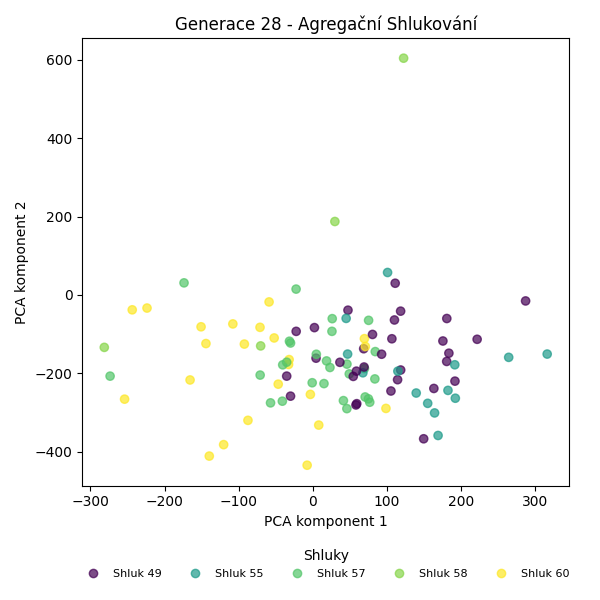 Generace 28 - Agregační Shlukování
600
400
200
0
−200
−400
PCA komponent 2
−300 −200 −100 0 100 200 300
PCA komponent 1
Shluky
Shluk 49 Shluk 55 Shluk 57 Shluk 58 Shluk 60